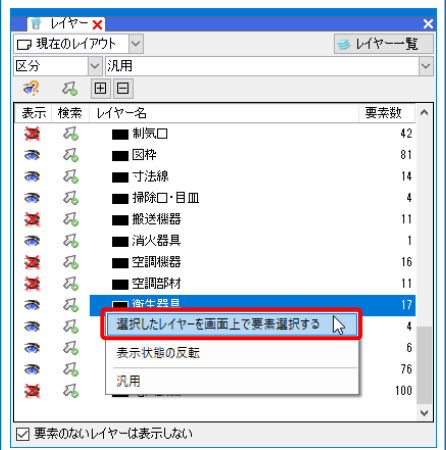 レイヤー
現在のレイアウト
レイヤー一覧
区分 汎用
表示 検索 レイヤー名 要素数
制気口 42
図枠 81
寸法線 14
掃除口・目皿 4
搬送機器 11
消火器具 1
空調機器 16
空調部材 11
衛生器具 17
選択したレイヤーを画面上で要素選択する 4
表示状態の反転 6
76
汎用
100
要素のないレイヤーは表示しない